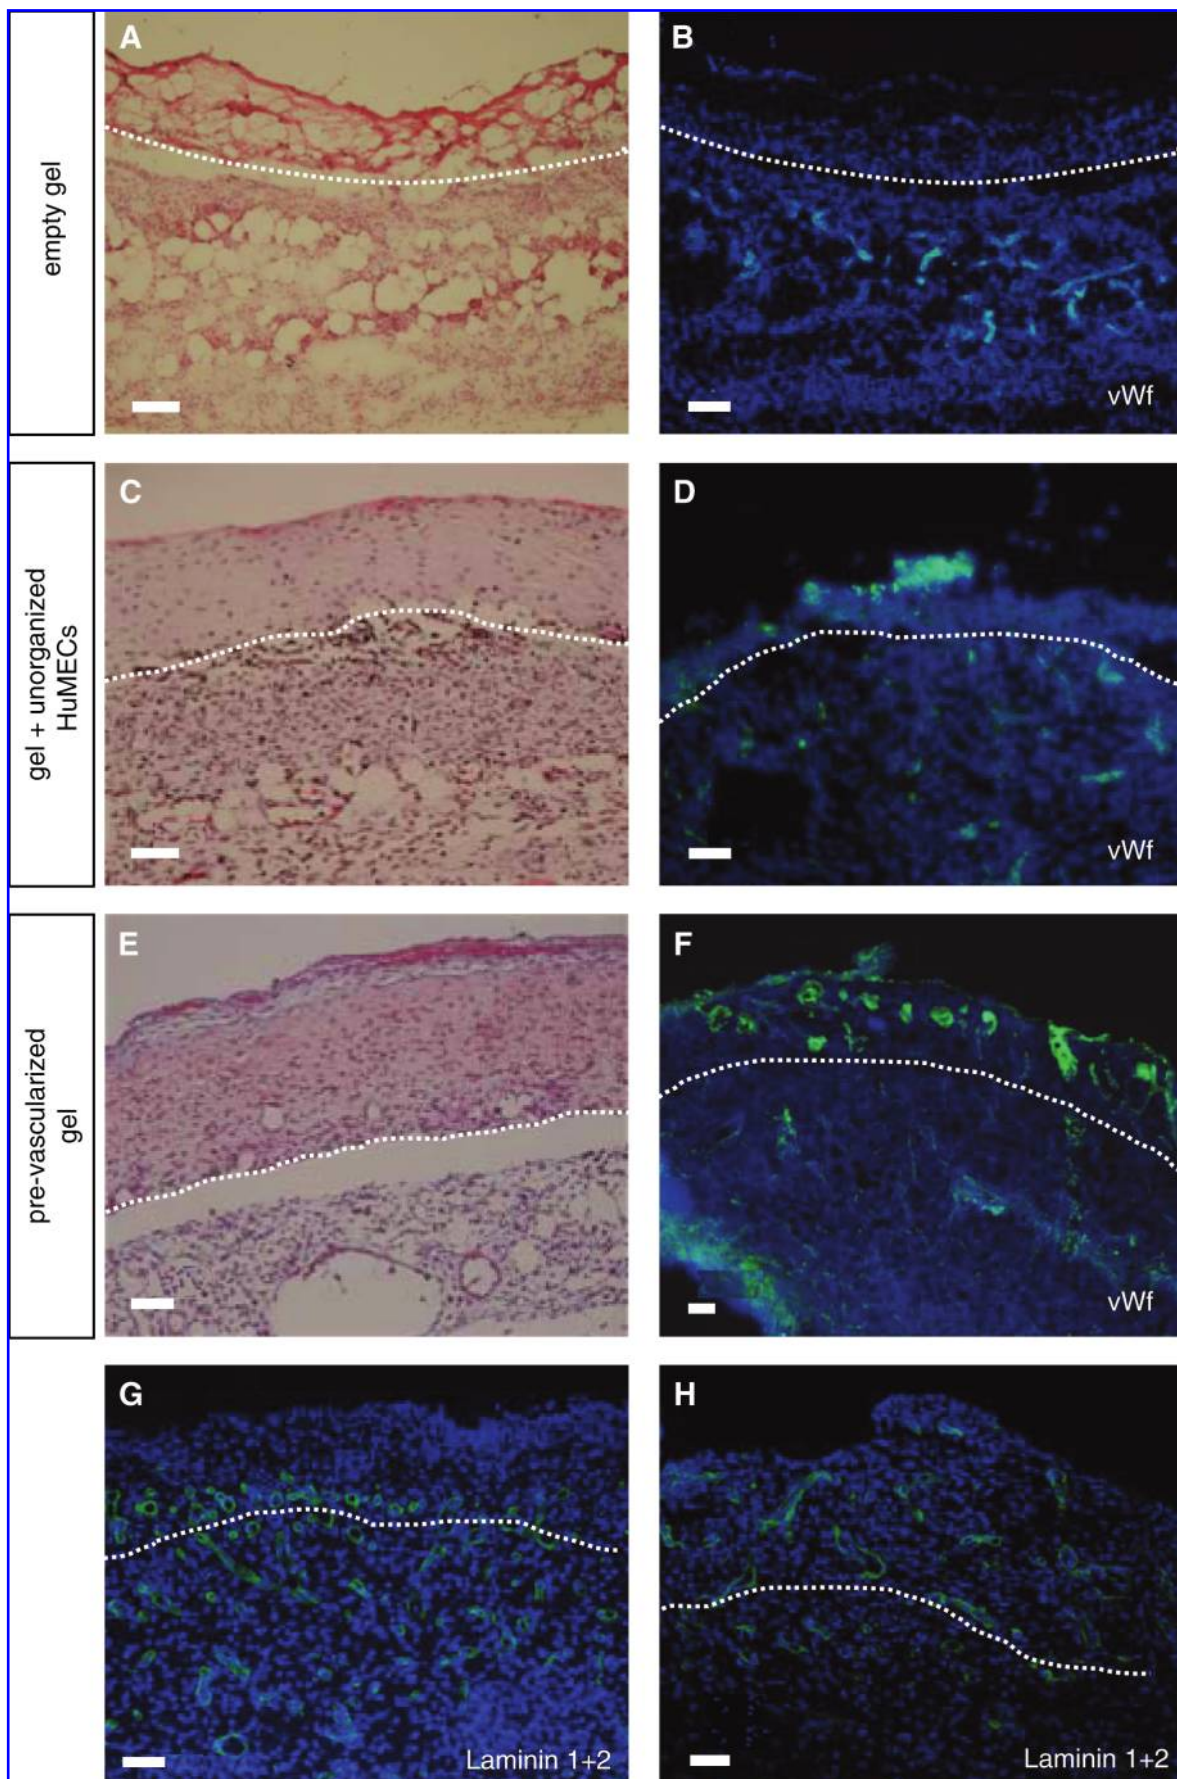 empty gel
A
B
vWf
gel + unorganized
HuMECs
C
D
vWf
pre-vascularized
gel
E
F
vWf
G
Laminin 1+2
H
Laminin 1+2